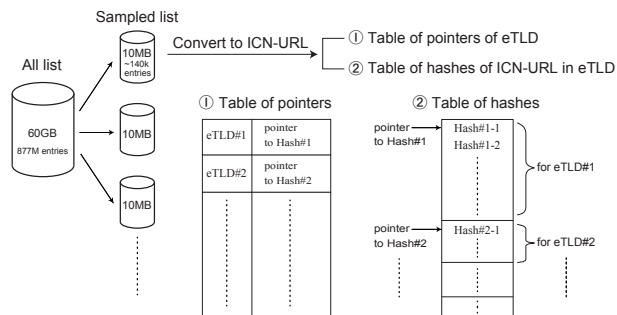 Sampled list
All list
10MB
~140k
entries
Convert to ICN-URL
① Table of pointers of eTLD
② Table of hashes of ICN-URL in eTLD
60GB
877M entries
10MB
10MB
① Table of pointers
eTLD#1
pointer
to Hash#1
eTLD#2
pointer
to Hash#2
② Table of hashes
pointer
to Hash#1
Hash#1-1
Hash#1-2
for eTLD#1
pointer
to Hash#2
Hash#2-1
for eTLD#2